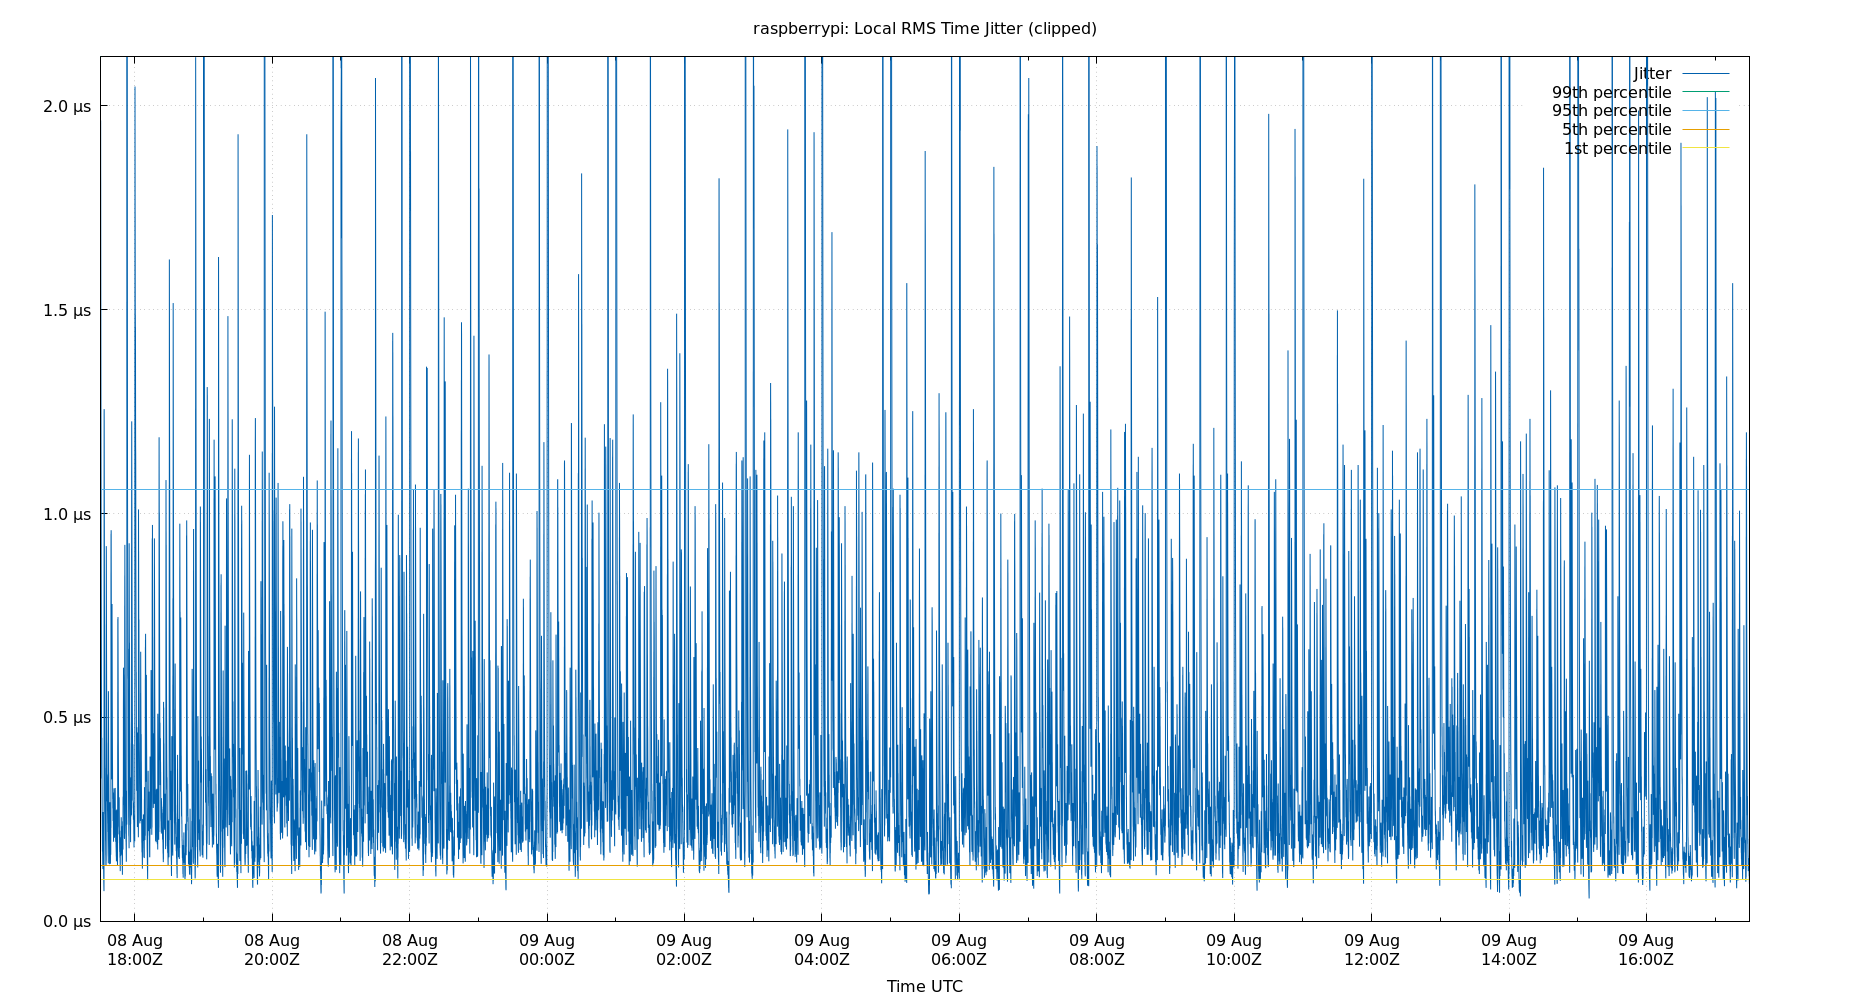 raspberrypi: Local RMS Time Jitter (clipped)
Jitter
99th percentile
95th percentile
5th percentile
1st percentile
2.0 µs
1.5 µs
1.0 µs
0.5 µs
0.0 µs
08 Aug 08 Aug 08 Aug 09 Aug 09 Aug 09 Aug 09 Aug 09 Aug 09 Aug 09 Aug 09 Aug 09 Aug
18:00Z 20:00Z 22:00Z 00:00Z 02:00Z 04:00Z 06:00Z 08:00Z 10:00Z 12:00Z 14:00Z 16:00Z
Time UTC